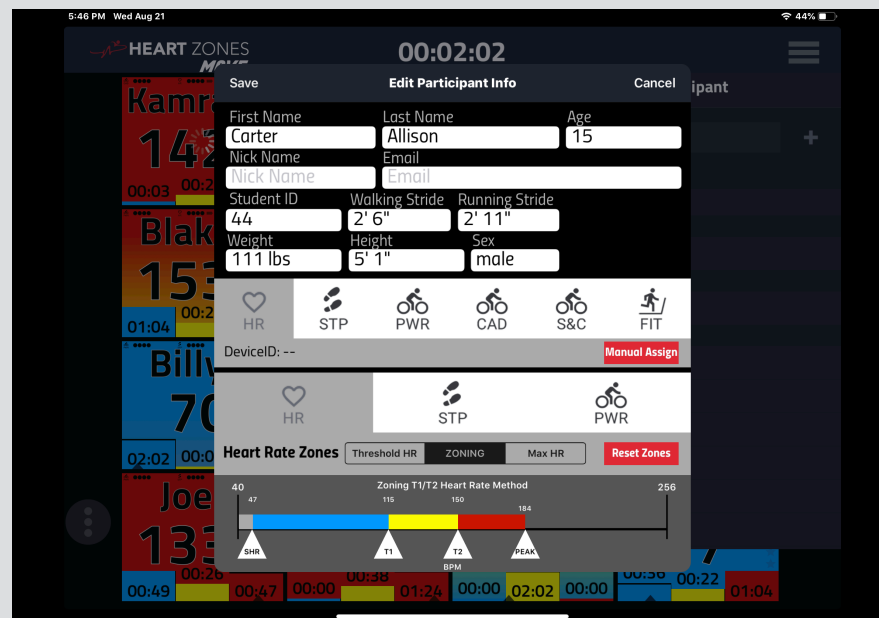 5:46 PM Wed Aug 21
44%
HEART ZONES
MOVE
00:02:02
Save
Edit Participant Info
Cancel
ipant
Kamr
142
00:03 00:2
First Name Last Name Age
Carter Allison 15
Nick Name Email
Nick Name Email
Student ID Walking Stride Running Stride
44 2' 6" 2' 11"
Weight Height Sex
111 lbs 5' 1" male
Blak
153
01:04 00:2
HR STP PWR CAD S&C FIT
DeviceID: --
Manual Assign
Billy
70
02:02 00:0
HR STP PWR
Heart Rate Zones Threshold HR ZONING Max HR Reset Zones
Zoning T1/T2 Heart Rate Method
40 256
47 115 150 184
SHR T1 T2 PEAK
BPM
Joe
133
00:49 00:26 00:47
00:00 00:38 01:24
00:00 02:02 00:00
00:36 00:22 01:04